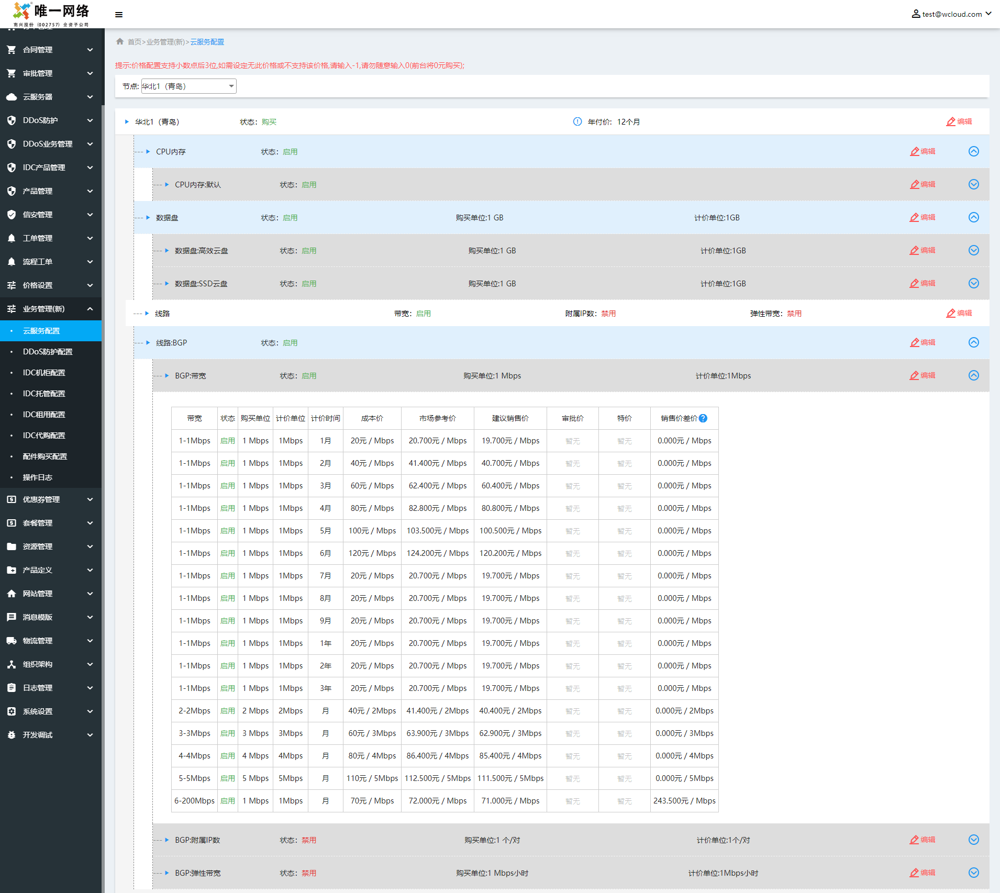 唯一网络
南兴股份（002757）全资子公司
test@wcloud.com
合同管理
审批管理
云服务器
DDoS防护
DDoS业务管理
IDC产品管理
产品管理
信安管理
工单管理
流程工单
价格设置
业务管理(新)
云服务配置
DDoS防护配置
IDC机柜配置
IDC托管配置
IDC租用配置
IDC代购配置
配件购买配置
操作日志
优惠券管理
套餐管理
资源管理
产品定义
网站管理
消息模版
物流管理
组织架构
日志管理
系统设置
开发调试
首页>业务管理(新)>云服务配置
提示:价格配置支持小数点后3位,如需设定无此价格或不支持该价格,请输入-1,请勿随意输入0(前台将0元购买);
节点: 华北1（青岛）
华北1（青岛） 状态：购买 年付价: 12个月 编辑
CPU内存 状态：启用 编辑
CPU内存:默认 状态：启用 编辑
数据盘 状态：启用 购买单位:1 GB 计价单位:1GB 编辑
数据盘:高效云盘 状态：启用 购买单位:1 GB 计价单位:1GB 编辑
数据盘:SSD云盘 状态：启用 购买单位:1 GB 计价单位:1GB 编辑
线路 带宽：启用 附属IP数：禁用 弹性带宽：禁用 编辑
线路:BGP 状态：启用 编辑
BGP:带宽 状态：启用 购买单位:1 Mbps 计价单位:1Mbps 编辑
带宽 状态 购买单位 计价单位 计价时间 成本价 市场参考价 建议销售价 审批价 特价 销售价差价
1-1Mbps 启用 1 Mbps 1Mbps 1月 20元 / Mbps 20.700元 / Mbps 19.700元 / Mbps 暂无 暂无 0.000元 / Mbps
1-1Mbps 启用 1 Mbps 1Mbps 2月 40元 / Mbps 41.400元 / Mbps 40.700元 / Mbps 暂无 暂无 0.000元 / Mbps
1-1Mbps 启用 1 Mbps 1Mbps 3月 60元 / Mbps 62.400元 / Mbps 60.400元 / Mbps 暂无 暂无 0.000元 / Mbps
1-1Mbps 启用 1 Mbps 1Mbps 4月 80元 / Mbps 82.800元 / Mbps 80.800元 / Mbps 暂无 暂无 0.000元 / Mbps
1-1Mbps 启用 1 Mbps 1Mbps 5月 100元 / Mbps 103.500元 / Mbps 100.500元 / Mbps 暂无 暂无 0.000元 / Mbps
1-1Mbps 启用 1 Mbps 1Mbps 6月 120元 / Mbps 124.200元 / Mbps 120.200元 / Mbps 暂无 暂无 0.000元 / Mbps
1-1Mbps 启用 1 Mbps 1Mbps 7月 20元 / Mbps 20.700元 / Mbps 19.700元 / Mbps 暂无 暂无 0.000元 / Mbps
1-1Mbps 启用 1 Mbps 1Mbps 8月 20元 / Mbps 20.700元 / Mbps 19.700元 / Mbps 暂无 暂无 0.000元 / Mbps
1-1Mbps 启用 1 Mbps 1Mbps 9月 20元 / Mbps 20.700元 / Mbps 19.700元 / Mbps 暂无 暂无 0.000元 / Mbps
1-1Mbps 启用 1 Mbps 1Mbps 1年 20元 / Mbps 20.700元 / Mbps 19.700元 / Mbps 暂无 暂无 0.000元 / Mbps
1-1Mbps 启用 1 Mbps 1Mbps 2年 20元 / Mbps 20.700元 / Mbps 19.700元 / Mbps 暂无 暂无 0.000元 / Mbps
1-1Mbps 启用 1 Mbps 1Mbps 3年 20元 / Mbps 20.700元 / Mbps 19.700元 / Mbps 暂无 暂无 0.000元 / Mbps
2-2Mbps 启用 2 Mbps 2Mbps 月 40元 / 2Mbps 41.400元 / 2Mbps 40.400元 / 2Mbps 暂无 暂无 0.000元 / 2Mbps
3-3Mbps 启用 3 Mbps 3Mbps 月 60元 / 3Mbps 63.900元 / 3Mbps 62.900元 / 3Mbps 暂无 暂无 0.000元 / 3Mbps
4-4Mbps 启用 4 Mbps 4Mbps 月 80元 / 4Mbps 86.400元 / 4Mbps 85.400元 / 4Mbps 暂无 暂无 0.000元 / 4Mbps
5-5Mbps 启用 5 Mbps 5Mbps 月 110元 / 5Mbps 112.500元 / 5Mbps 111.500元 / 5Mbps 暂无 暂无 0.000元 / 5Mbps
6-200Mbps 启用 1 Mbps 1Mbps 月 70元 / Mbps 72.000元 / Mbps 71.000元 / Mbps 暂无 暂无 243.500元 / Mbps
BGP:附属IP数 状态：禁用 购买单位:1 个/对 计价单位:1个/对 编辑
BGP:弹性带宽 状态：禁用 购买单位:1 Mbps小时 计价单位:1Mbps小时 编辑